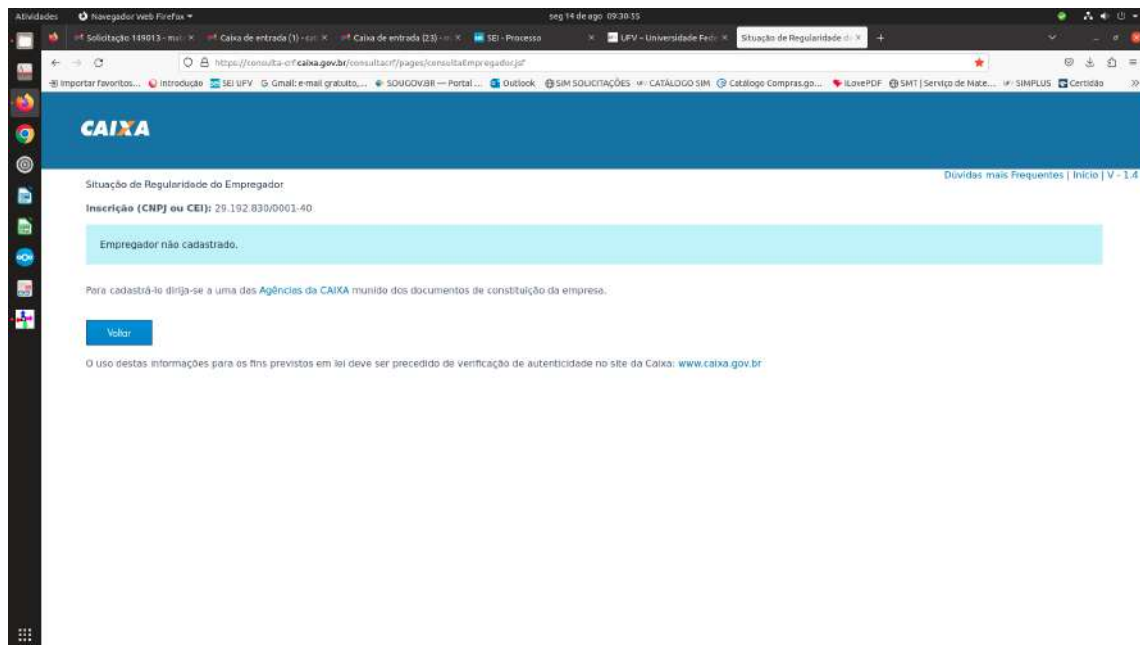 Atividades
Navegador Web Firefox
seg 14 de ago 09:30:55
Solicitação 149013 -
Caixa de entrada (1) -
Caixa de entrada (23) -
SEI - Processo
UFV - Universidade Fede
Situação de Regularidade d
https://consulta-crf.caixa.gov.br/consultacrf/pages/consultaEmpregador.jsf
Importar favoritos... Introdução SEI UFV Gmail: e-mail gratuito,... SOUGOV.BR — Portal ... Outlook SIM SOLICITAÇÕES CATÁLOGO SIM Catálogo Compras.go... ILovePDF SMT | Serviço de Mate... SIMPLUS Certidão
CAIXA
Dúvidas mais Frequentes | Início | V - 1.4
Situação de Regularidade do Empregador
Inscrição (CNPJ ou CEI): 29.192.830/0001-40
Empregador não cadastrado.
Para cadastrá-lo dirija-se a uma das Agências da CAIXA munido dos documentos de constituição da empresa.
Voltar
O uso destas informações para os fins previstos em lei deve ser precedido de verificação de autenticidade no site da Caixa: www.caixa.gov.br